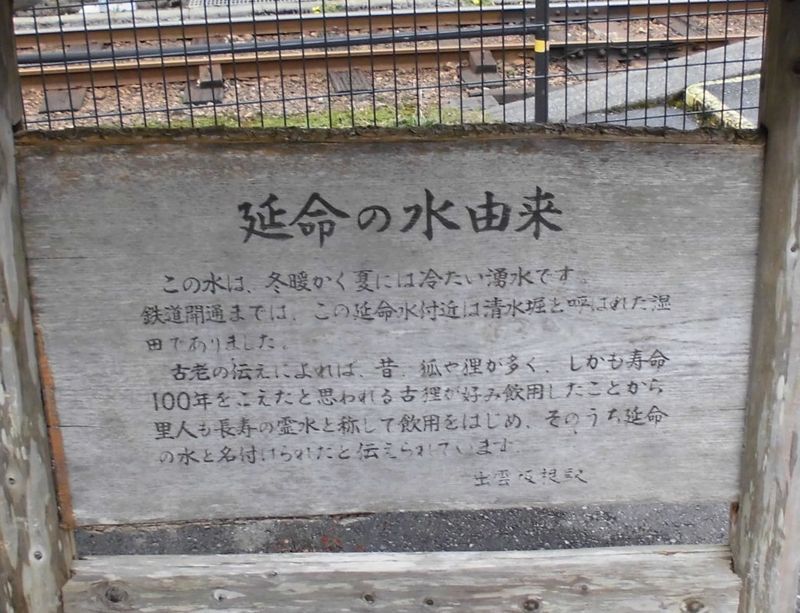 延命の水由来
この水は、冬暖かく夏には冷たい湧水です。
鉄道開通までは、この延命水付近は清水堀と呼ばれた湿
田でありました。
古老の伝えによれば、昔、狐や狸が多く、しかも寿命
100年をこえたと思われる古狸が好み飲用したことから
里人も長寿の霊水と称して飲用をはじめ、そのうち延命
の水と名付けられたと伝えられています。
出雲坂根駅